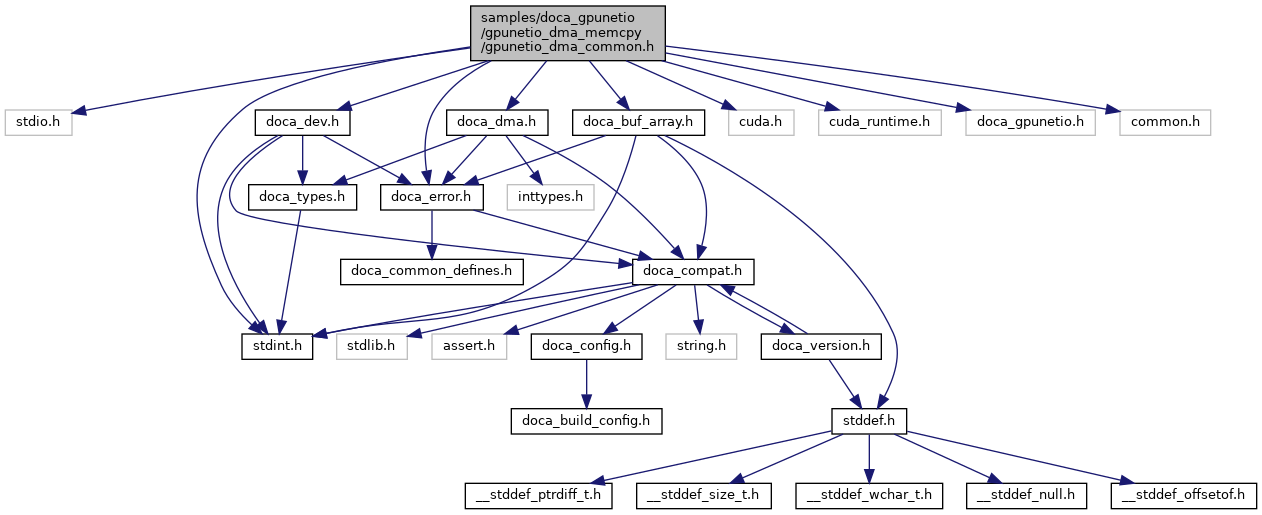 samples/doca_gpunetio
/gpunetio_dma_memcpy
/gpunetio_dma_common.h
stdio.h
doca_dev.h
doca_dma.h
doca_buf_array.h
cuda.h
cuda_runtime.h
doca_gpunetio.h
common.h
doca_types.h
doca_error.h
inttypes.h
doca_common_defines.h
doca_compat.h
stdint.h
stdlib.h
assert.h
doca_config.h
string.h
doca_version.h
doca_build_config.h
stddef.h
__stddef_ptrdiff_t.h
__stddef_size_t.h
__stddef_wchar_t.h
__stddef_null.h
__stddef_offsetof.h